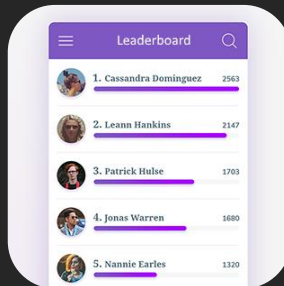 Leaderboard
1. Cassandra Dominguez 2563
2. Leann Hankins 2147
3. Patrick Hulse 1703
4. Jonas Warren 1680
5. Nannie Earles 1320